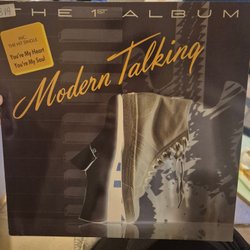 THE 1ST ALBUM
INC.
THE HIT SINGLE
You're My Heart
You're My Soul
Modern Talking